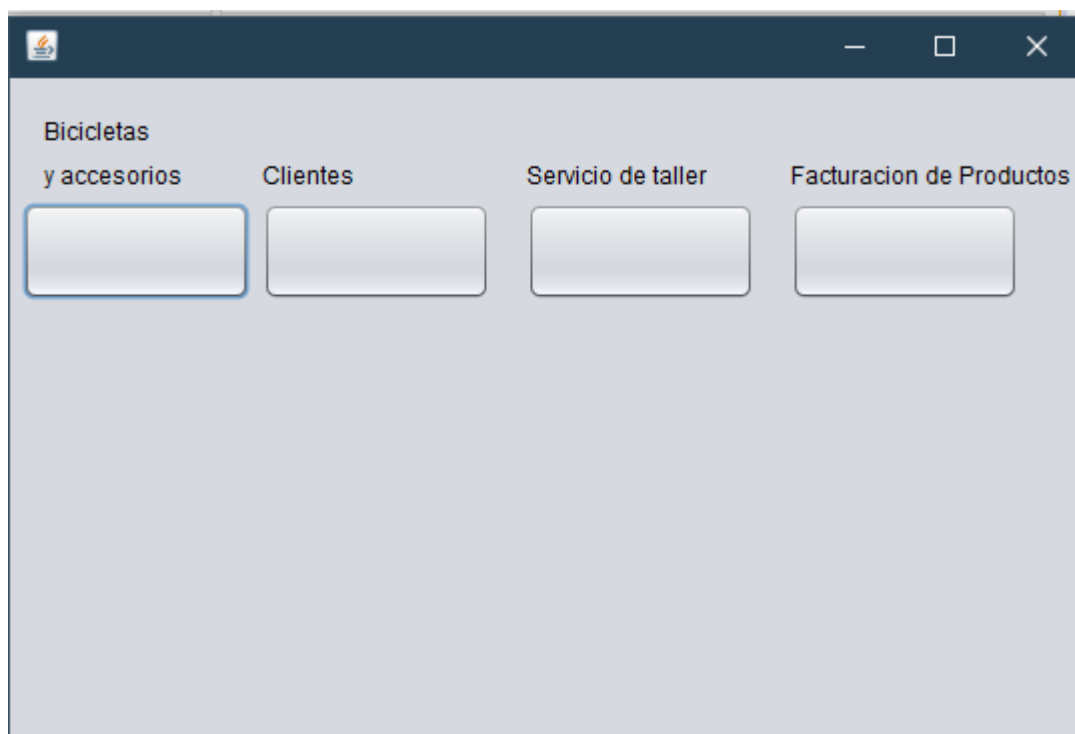 Bicicletas
y accesorios
Clientes
Servicio de taller
Facturacion de Productos